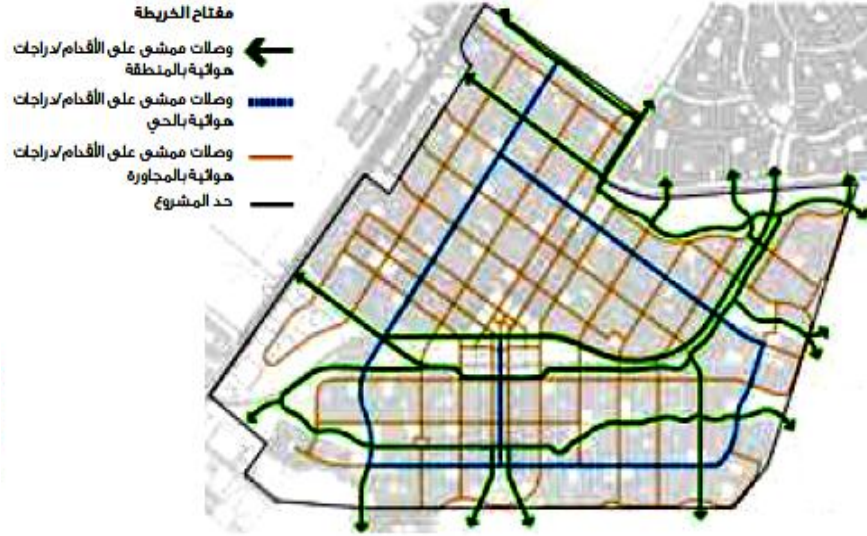 مفتاح الخريطة
وصلات ممشى على الأقدام/دراجات
هوائية بالمنطقة
وصلات ممشى على الأقدام/دراجات
هوائية بالحي
وصلات ممشى على الأقدام/دراجات
هوائية بالمجاورة
حد المشروع